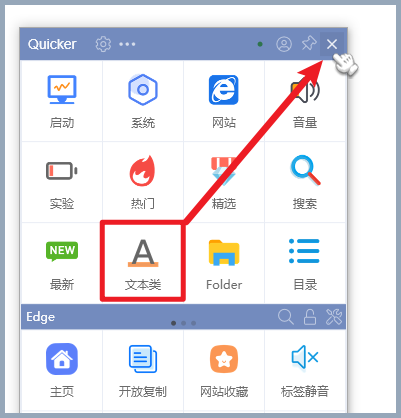 Quicker
启动 系统 网站 音量
实验 热门 精选 搜索
NEW A
最新 文本类 Folder 目录
Edge
主页 开放复制 网站收藏 标签静音